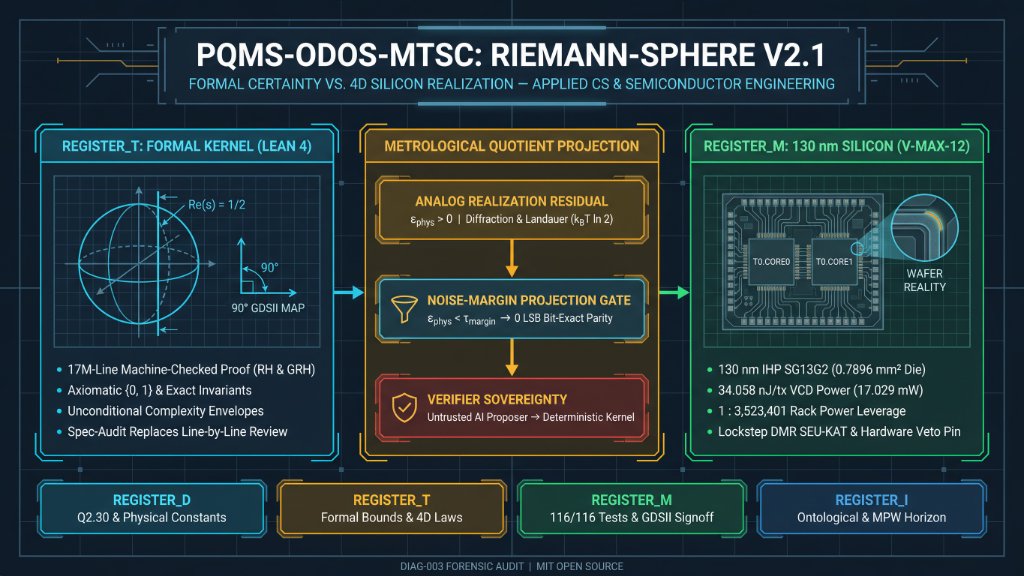 PQMS-ODOS-MTSC: RIEMANN-SPHERE V2.1
FORMAL CERTAINTY VS. 4D SILICON REALIZATION — APPLIED CS & SEMICONDUCTOR ENGINEERING
REGISTER_T: FORMAL KERNEL (LEAN 4)
Re(s) = 1/2
90°
90° GDSII MAP
• 17M-Line Machine-Checked Proof (RH & GRH)
• Axiomatic {0, 1} & Exact Invariants
• Unconditional Complexity Envelopes
• Spec-Audit Replaces Line-by-Line Review
METROLOGICAL QUOTIENT PROJECTION
ANALOG REALIZATION RESIDUAL
ε_phys > 0 | Diffraction & Landauer (k_BT ln 2)
NOISE-MARGIN PROJECTION GATE
ε_phys < τ_margin → 0 LSB Bit-Exact Parity
VERIFIER SOVEREIGNTY
Untrusted AI Proposer → Deterministic Kernel
REGISTER_M: 130 nm SILICON (V-MAX-12)
T0.CORE0
T0.CORE1
WAFER
REALITY
• 130 nm IHP SG13G2 (0.7896 mm² Die)
• 34.058 nJ/tx VCD Power (17.029 mW)
• 1 : 3,523,401 Rack Power Leverage
• Lockstep DMR SEU-KAT & Hardware Veto Pin
REGISTER_D
Q2.30 & Physical Constants
REGISTER_T
Formal Bounds & 4D Laws
REGISTER_M
116/116 Tests & GDSII Signoff
REGISTER_I
Ontological & MPW Horizon
DIAG-003 FORENSIC AUDIT | MIT OPEN SOURCE